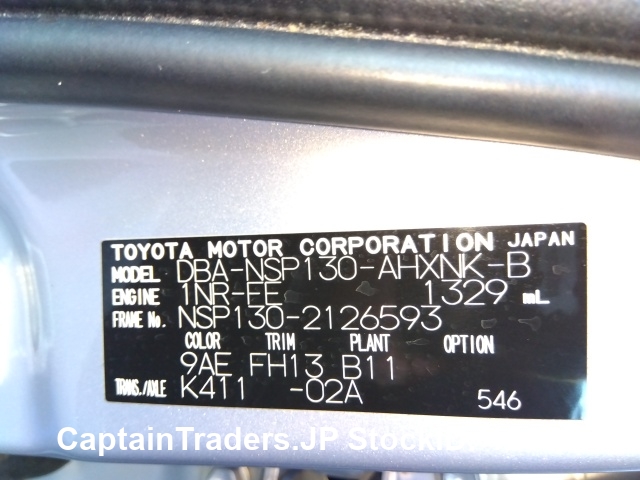 TOYOTA MOTOR CORPORATION JAPAN
MODEL DBA-NSP130-AHXNK-B
ENGINE 1NR-FE 1329 mL
FRAME No. NSP130-2126593
COLOR TRIM PLANT OPTION
9AE FH13 B11
TRANS./AXLE K411 -02A 546
CaptainTraders.JP